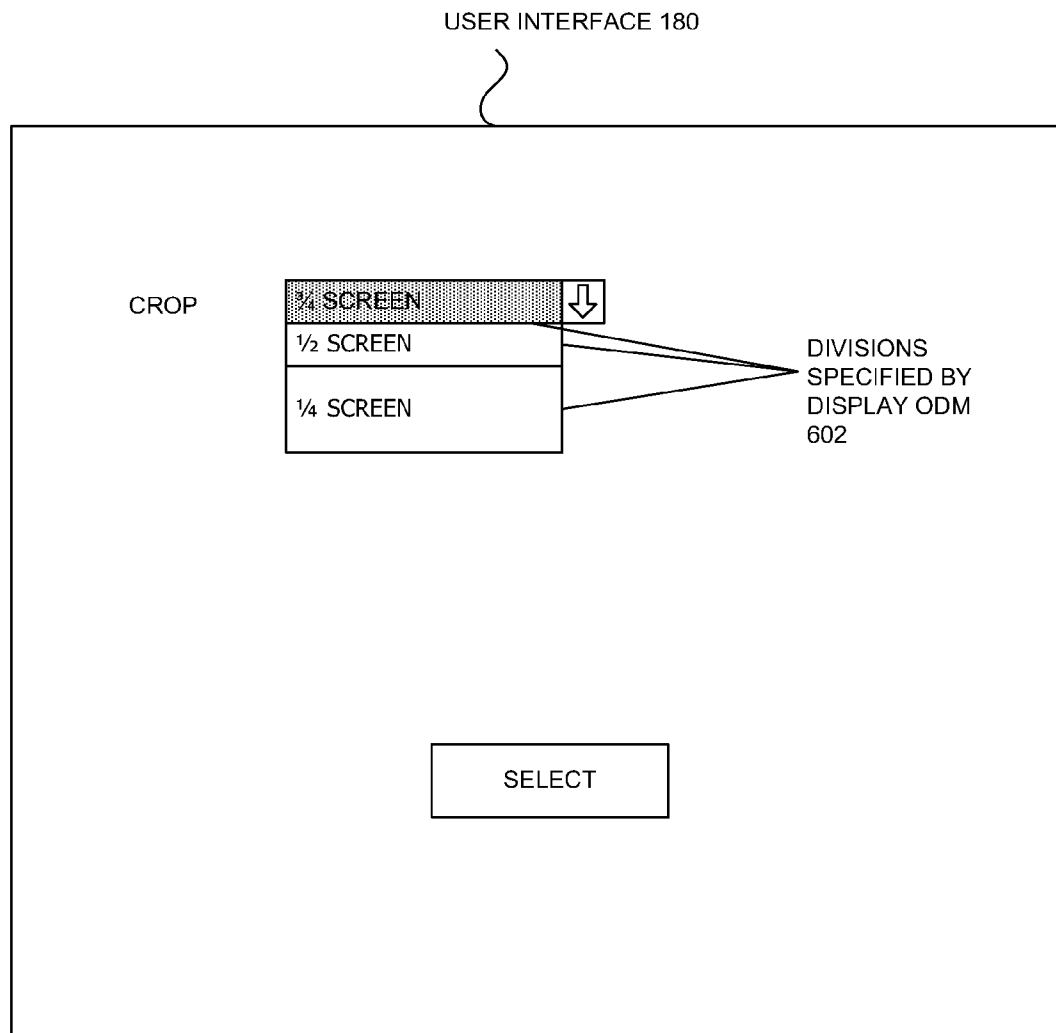 USER INTERFACE 180
CROP
¾ SCREEN
½ SCREEN
¼ SCREEN
DIVISIONS
SPECIFIED BY
DISPLAY ODM
602
SELECT